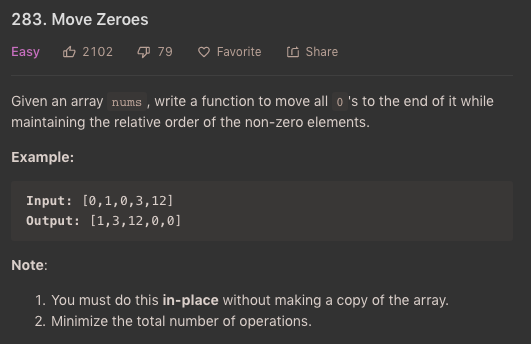 283. Move Zeroes
Easy 2102 79 Favorite Share
Given an array nums , write a function to move all 0 's to the end of it while
maintaining the relative order of the non-zero elements.
Example:
Input: [0,1,0,3,12]
Output: [1,3,12,0,0]
Note:
1. You must do this in-place without making a copy of the array.
2. Minimize the total number of operations.